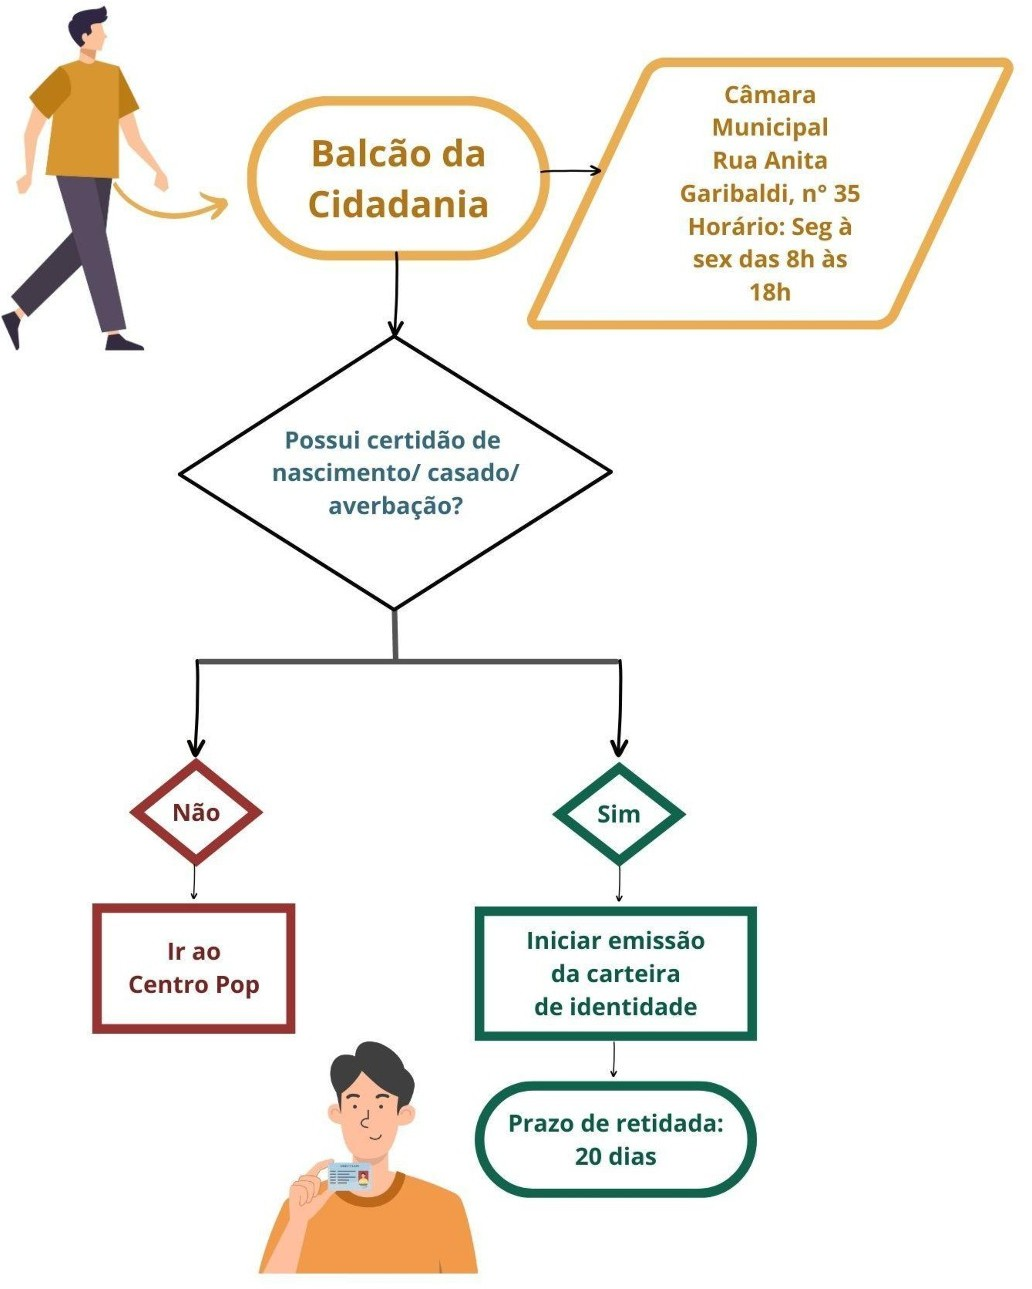 Balcão da
Cidadania
Câmara
Municipal
Rua Anita
Garibaldi, n° 35
Horário: Seg à
sex das 8h às
18h
Possui certidão de
nascimento/ casado/
averbação?
Não
Sim
Ir ao
Centro Pop
Iniciar emissão
da carteira
de identidade
Prazo de retidada:
20 dias